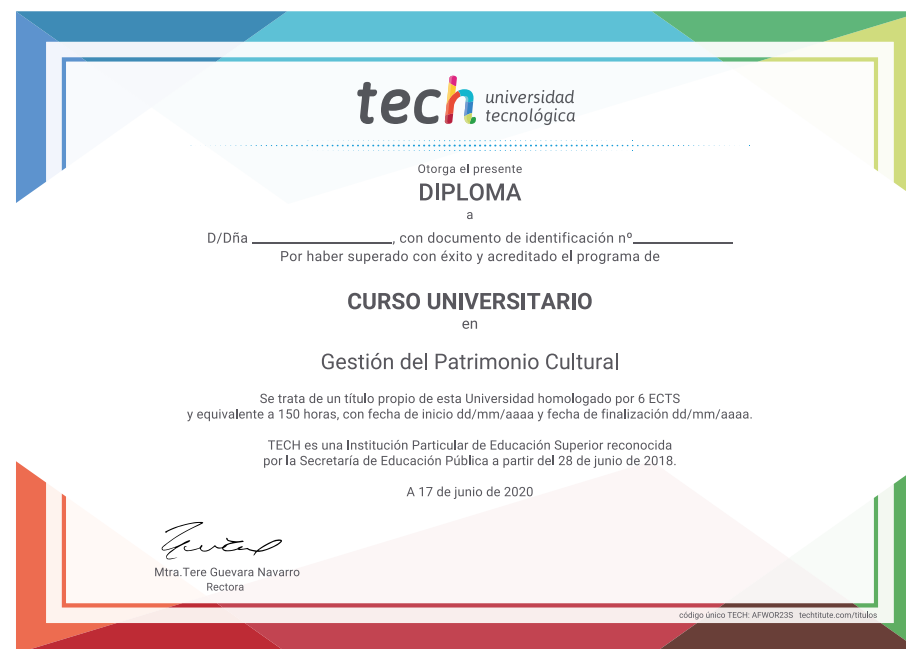 tech universidad
tecnológica
Otorga el presente
DIPLOMA
a
D/Dña ____________________, con documento de identificación nº______________
Por haber superado con éxito y acreditado el programa de
CURSO UNIVERSITARIO
en
Gestión del Patrimonio Cultural
Se trata de un título propio de esta Universidad homologado por 6 ECTS
y equivalente a 150 horas, con fecha de inicio dd/mm/aaaa y fecha de finalización dd/mm/aaaa.
TECH es una Institución Particular de Educación Superior reconocida
por la Secretaría de Educación Pública a partir del 28 de junio de 2018.
A 17 de junio de 2020
Mtra.Tere Guevara Navarro
Rectora
código único TECH: AFWOR23S techtitute.com/titulos